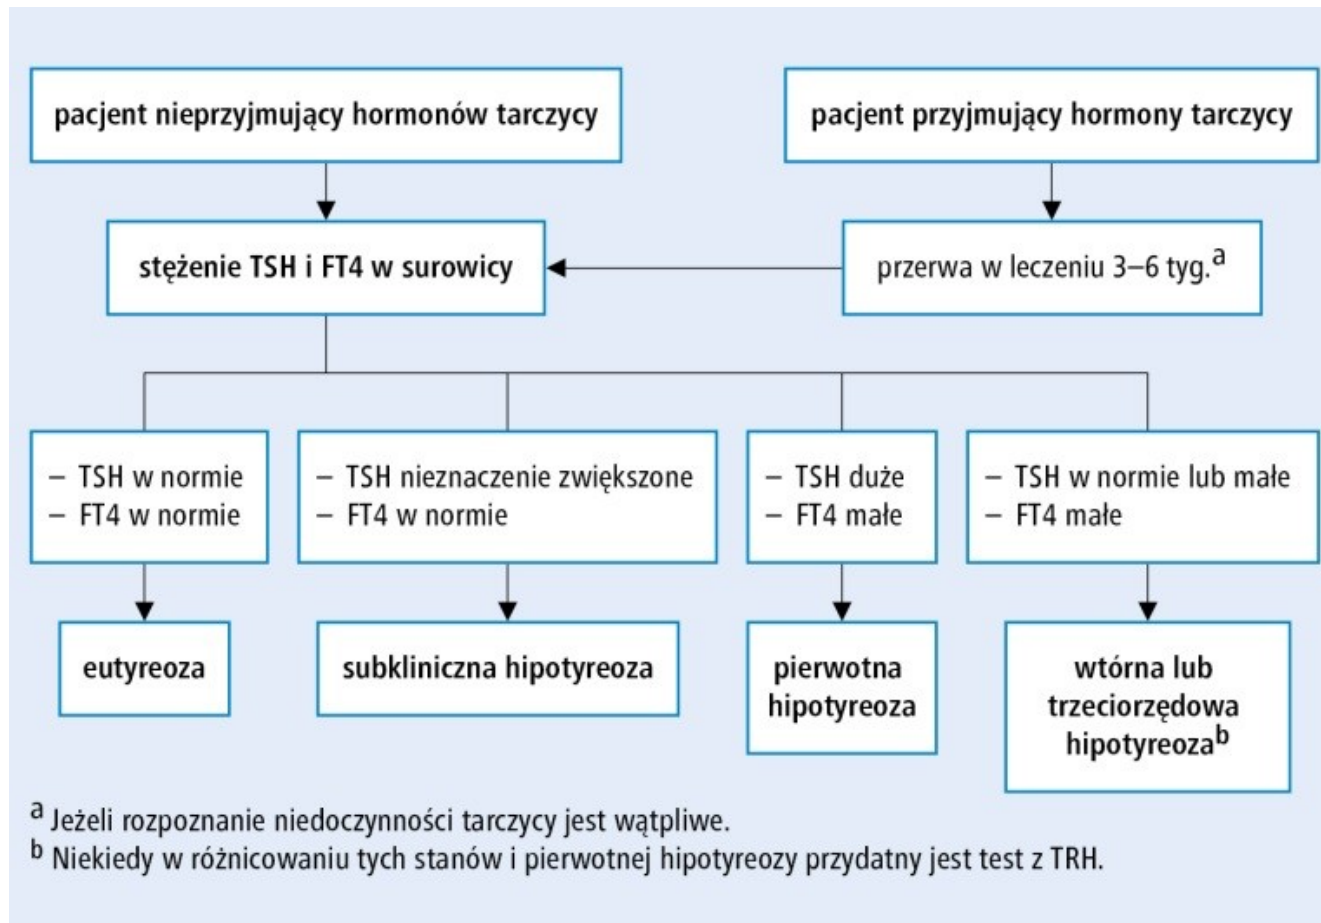 pacjent nieprzyjmujący hormonów tarczycy
pacjent przyjmujący hormony tarczycy
stężenie TSH i FT4 w surowicy
przerwa w leczeniu 3–6 tyg.a
– TSH w normie
– FT4 w normie
– TSH nieznaczenie zwiększone
– FT4 w normie
– TSH duże
– FT4 małe
– TSH w normie lub małe
– FT4 małe
eutyreoza
subkliniczna hipotyreoza
pierwotna
hipotyreoza
wtórna lub
trzeciorzędowa
hipotyreozab
a Jeżeli rozpoznanie niedoczynności tarczycy jest wątpliwe.
b Niekiedy w różnicowaniu tych stanów i pierwotnej hipotyreozy przydatny jest test z TRH.